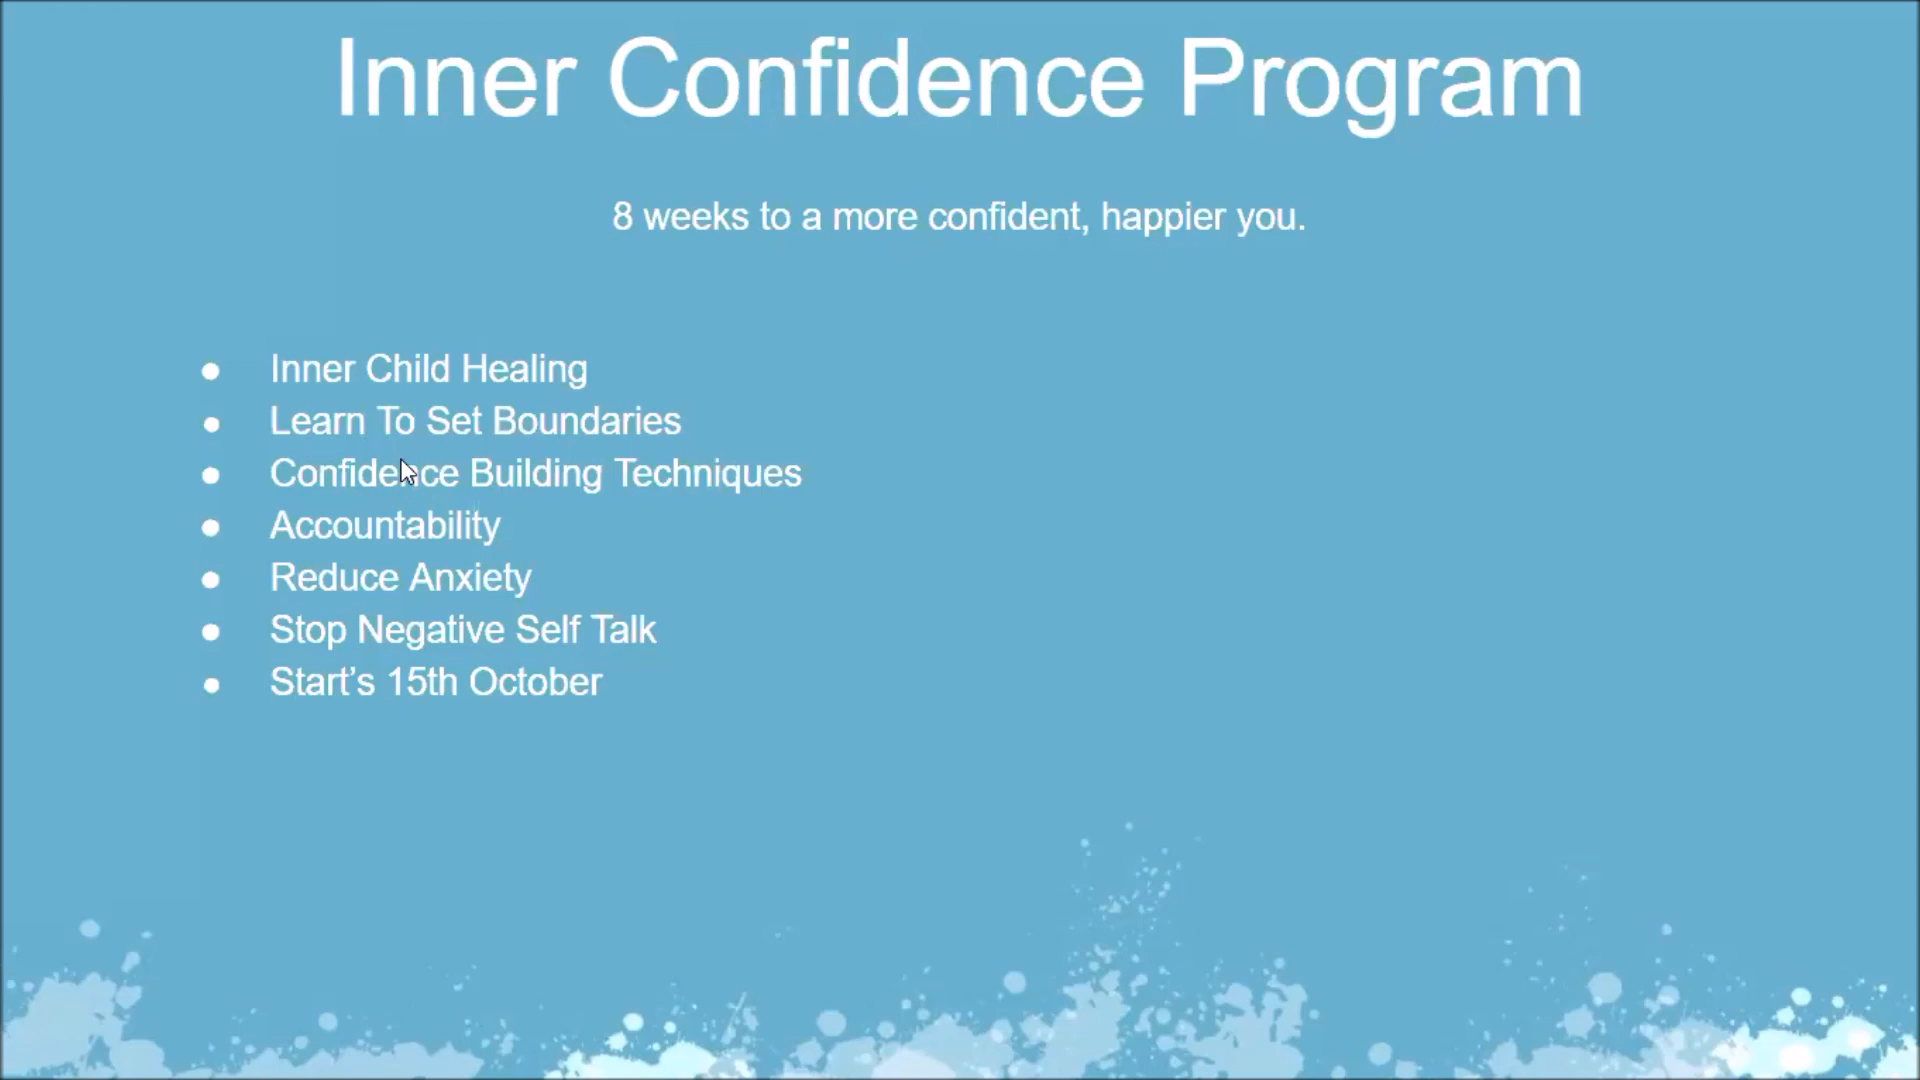 Inner Confidence Program
8 weeks to a more confident, happier you.
● Inner Child Healing
● Learn To Set Boundaries
● Confidence Building Techniques
● Accountability
● Reduce Anxiety
● Stop Negative Self Talk
● Start’s 15th October